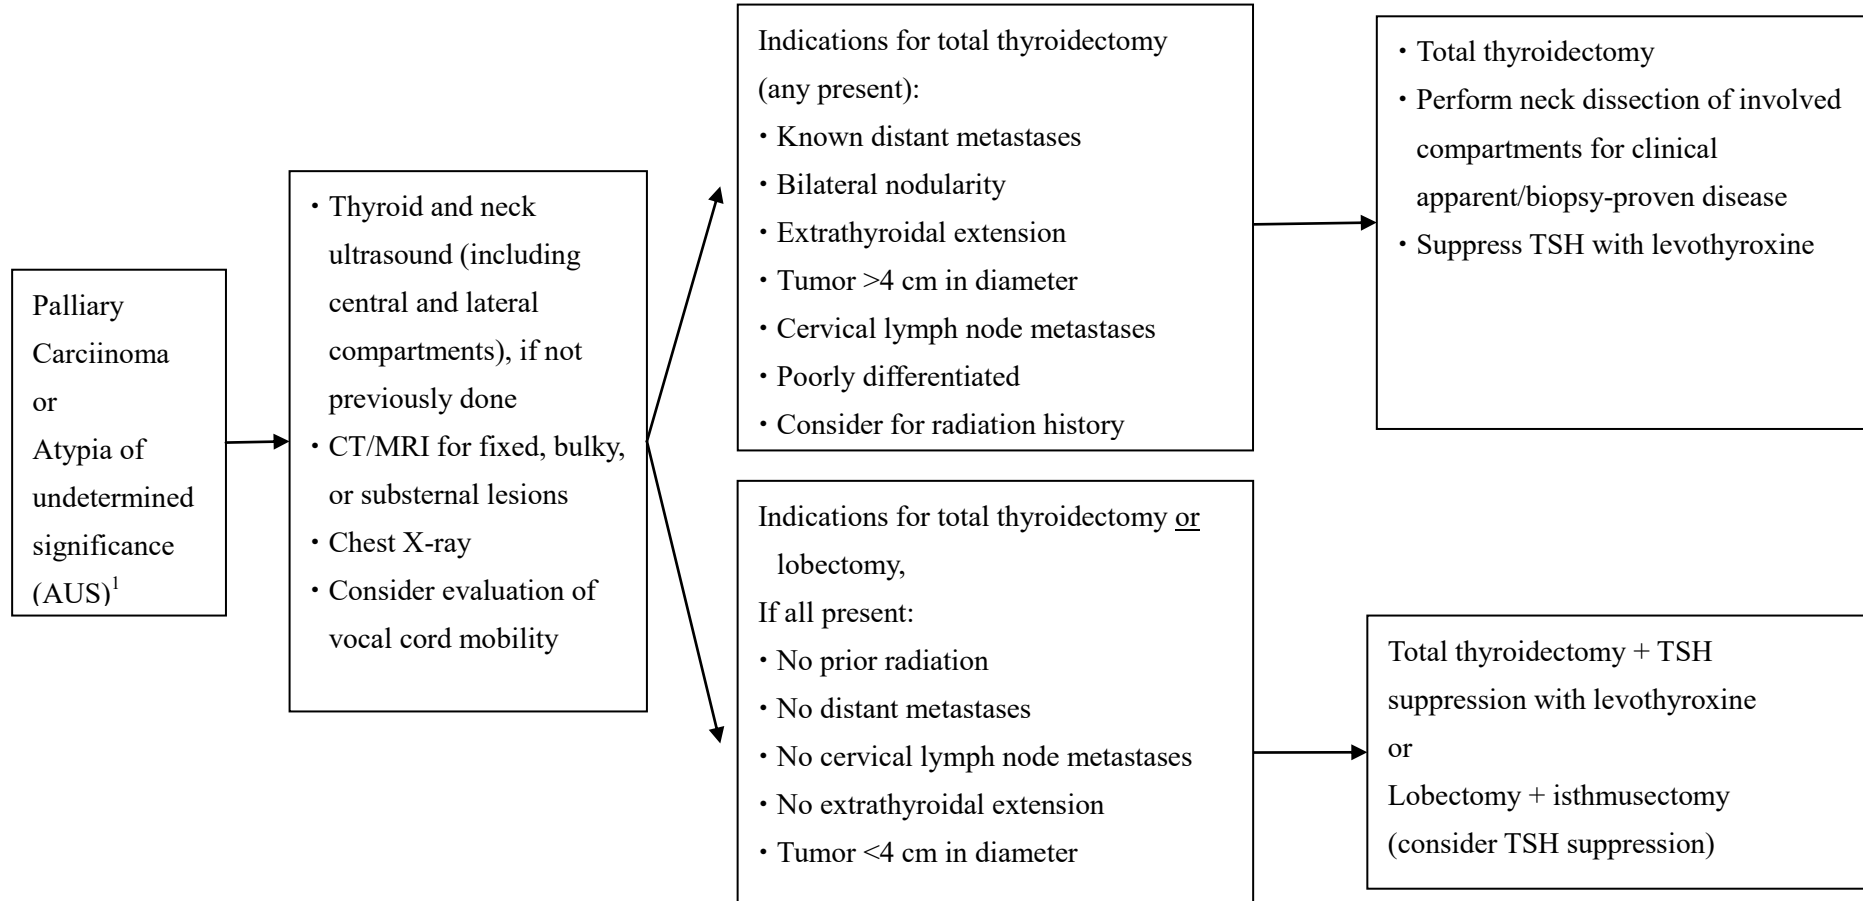 Palliary
Carciinoma
or
Atypia of
undetermined
significance
(AUS)1
・Thyroid and neck
ultrasound (including
central and lateral
compartments), if not
previously done
・CT/MRI for fixed, bulky,
or substernal lesions
・Chest X-ray
・Consider evaluation of
vocal cord mobility
Indications for total thyroidectomy
(any present):
・Known distant metastases
・Bilateral nodularity
・Extrathyroidal extension
・Tumor >4 cm in diameter
・Cervical lymph node metastases
・Poorly differentiated
・Consider for radiation history
・Total thyroidectomy
・Perform neck dissection of involved
compartments for clinical
apparent/biopsy-proven disease
・Suppress TSH with levothyroxine
Indications for total thyroidectomy or
lobectomy,
If all present:
・No prior radiation
・No distant metastases
・No cervical lymph node metastases
・No extrathyroidal extension
・Tumor <4 cm in diameter
Total thyroidectomy + TSH
suppression with levothyroxine
or
Lobectomy + isthmusectomy
(consider TSH suppression)